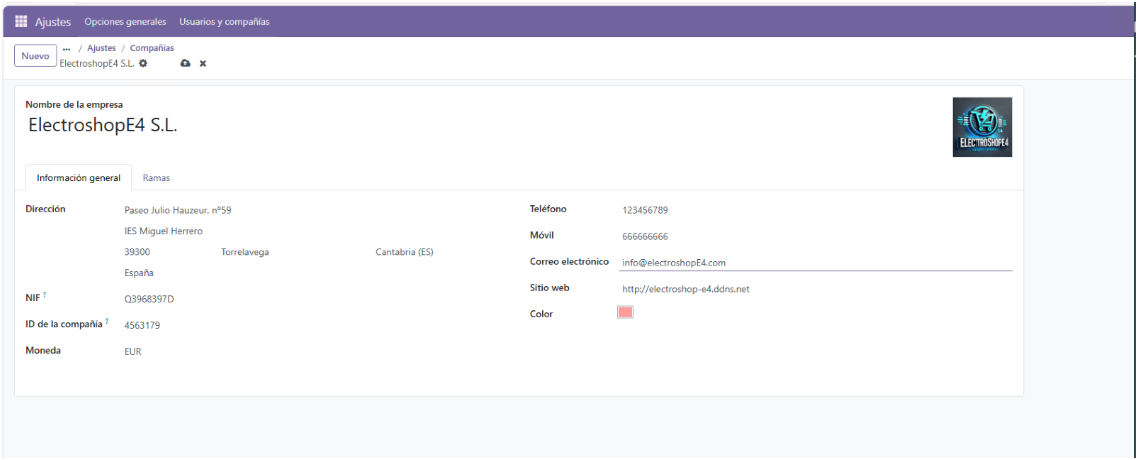 Ajustes Opciones generales Usuarios y compañías
Nuevo ... / Ajustes / Compañías
ElectroshopE4 S.L.
Nombre de la empresa
ElectroshopE4 S.L.
ELECTROSHOPE4
Información general Ramas
Dirección Paseo Julio Hauzeur, nº59
IES Miguel Herrero
39300 Torrelavega Cantabria (ES)
España
NIF ? Q3968397D
ID de la compañía ? 4563179
Moneda EUR
Teléfono 123456789
Móvil 666666666
Correo electrónico info@electroshopE4.com
Sitio web http://electroshop-e4.ddns.net
Color